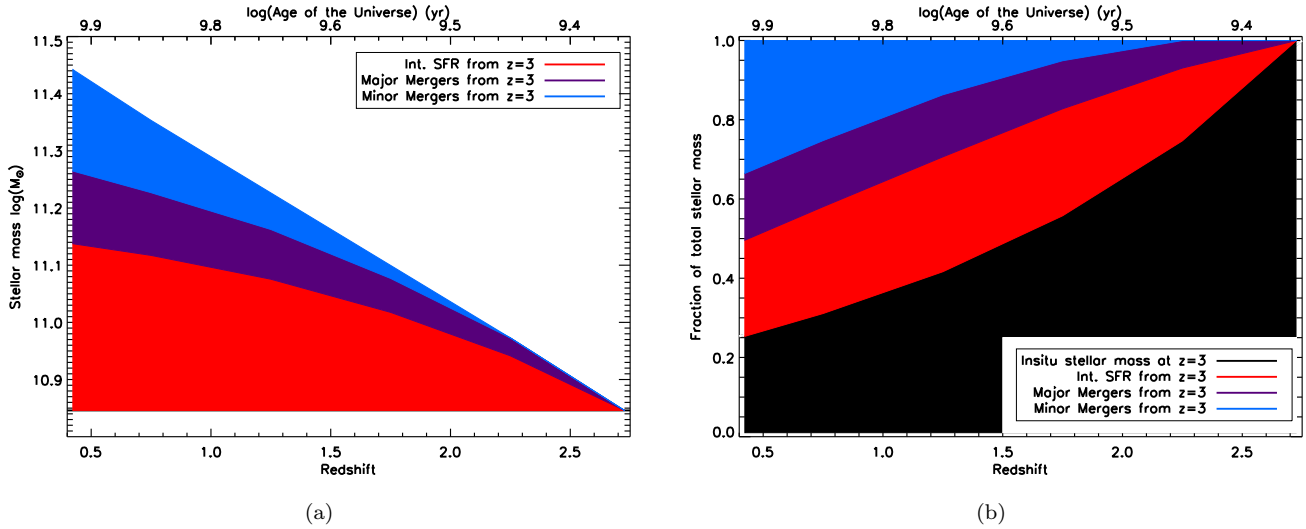 log(Age of the Universe) (yr)
9.9 9.8 9.6 9.5 9.4
11.5
11.4
11.3
11.2
11.1
11.0
10.9
Stellar mass log(M⊙)
Int. SFR from z=3
Major Mergers from z=3
Minor Mergers from z=3
0.5 1.0 1.5 2.0 2.5
Redshift
(a)
log(Age of the Universe) (yr)
9.9 9.8 9.6 9.5 9.4
1.0
0.8
0.6
0.4
0.2
0.0
Fraction of total stellar mass
Insitu stellar mass at z=3
Int. SFR from z=3
Major Mergers from z=3
Minor Mergers from z=3
0.5 1.0 1.5 2.0 2.5
Redshift
(b)